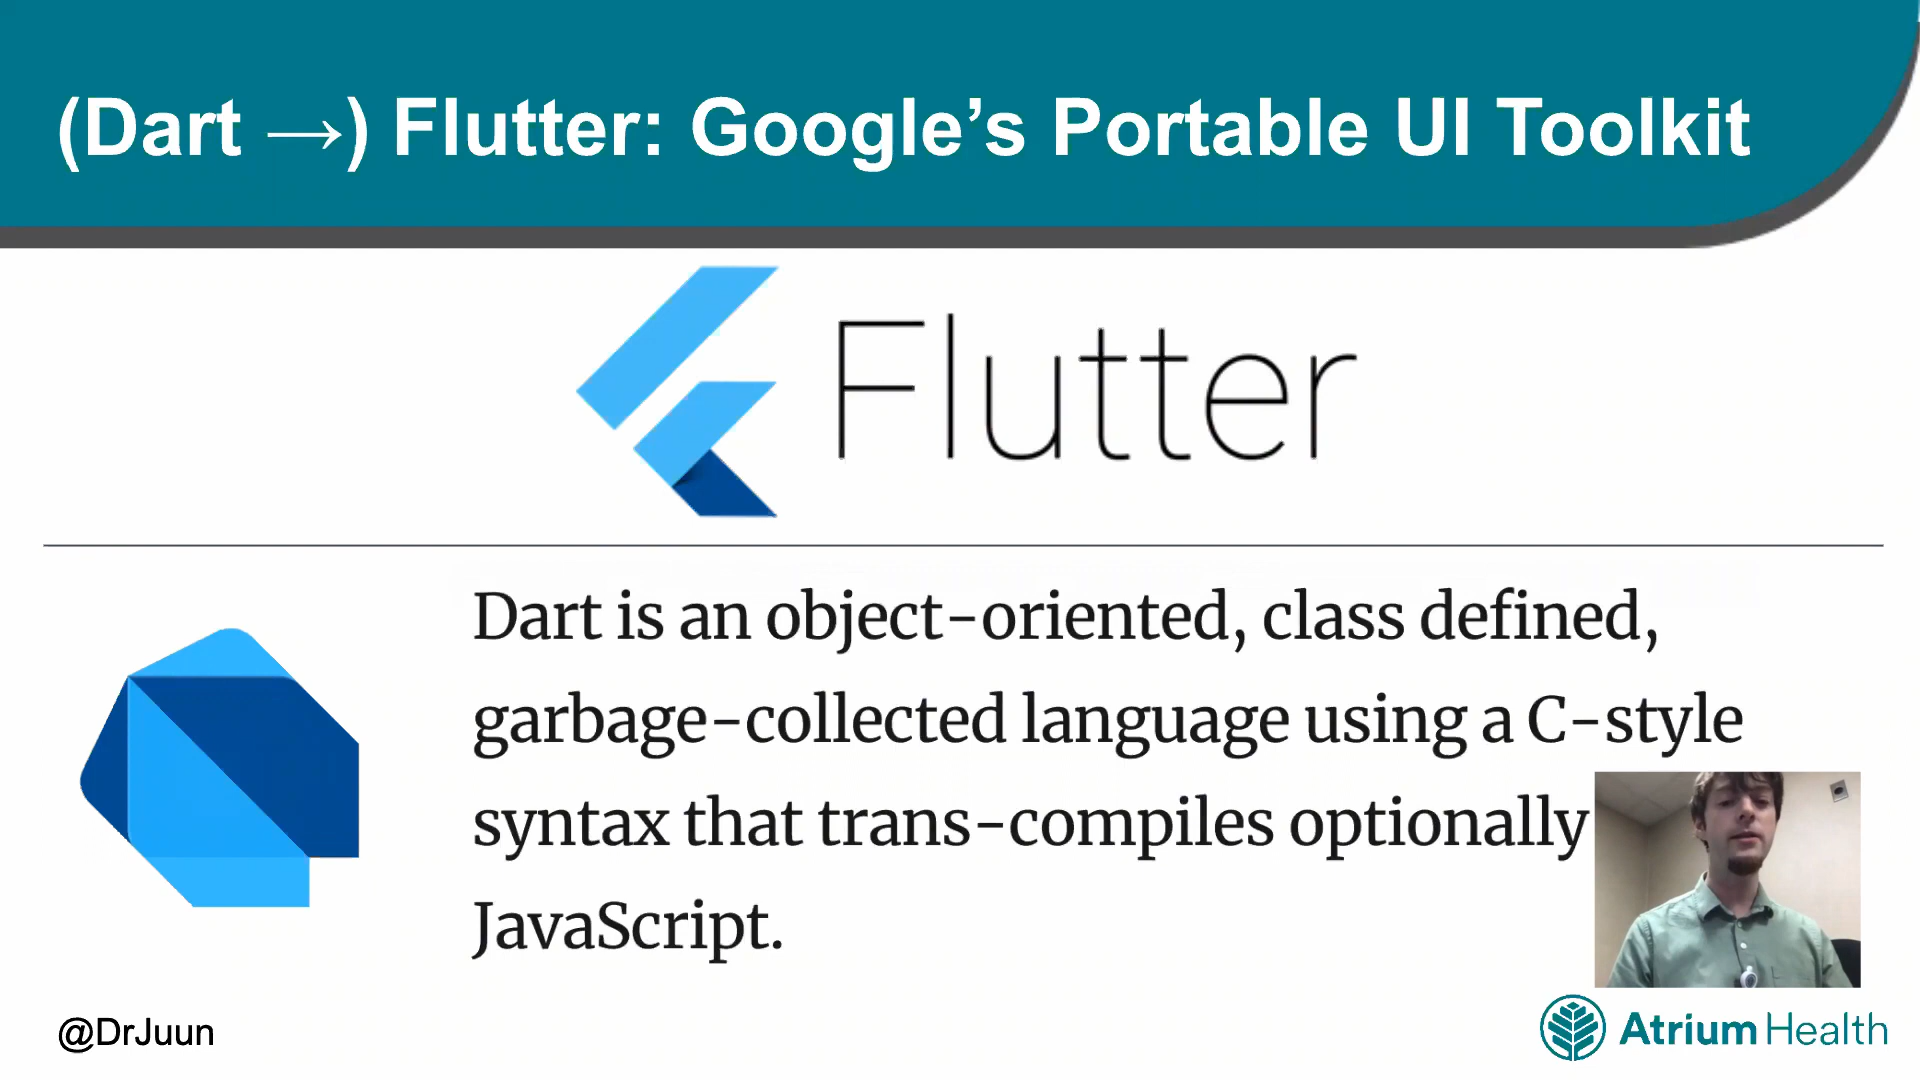 (Dart →) Flutter: Google’s Portable UI Toolkit
Flutter
Dart is an object-oriented, class defined,
garbage-collected language using a C-style
syntax that trans-compiles optionally
JavaScript.
@DrJuun
Atrium Health